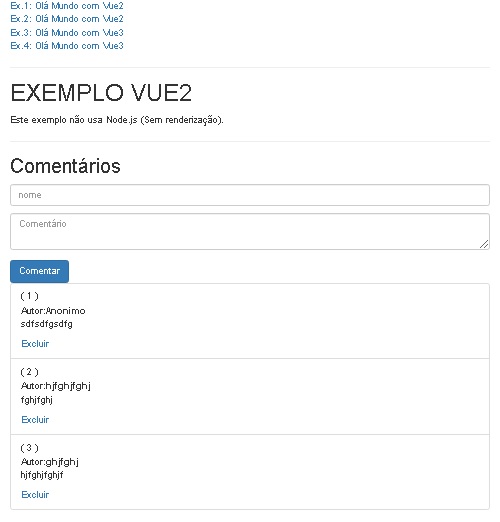 Ex.1: Olá Mundo com Vue2
Ex.2: Olá Mundo com Vue2
Ex.3: Olá Mundo com Vue3
Ex.4: Olá Mundo com Vue3
EXEMPLO VUE2
Este exemplo não usa Node.js (Sem renderização).
Comentários
nome
Comentário
Comentar
( 1 )
Autor:Anonimo
sdfsdfgsdfg
Excluir
( 2 )
Autor:hjfghjfghj
fghjfghj
Excluir
( 3 )
Autor:ghjfghj
hjfghjfghjf
Excluir